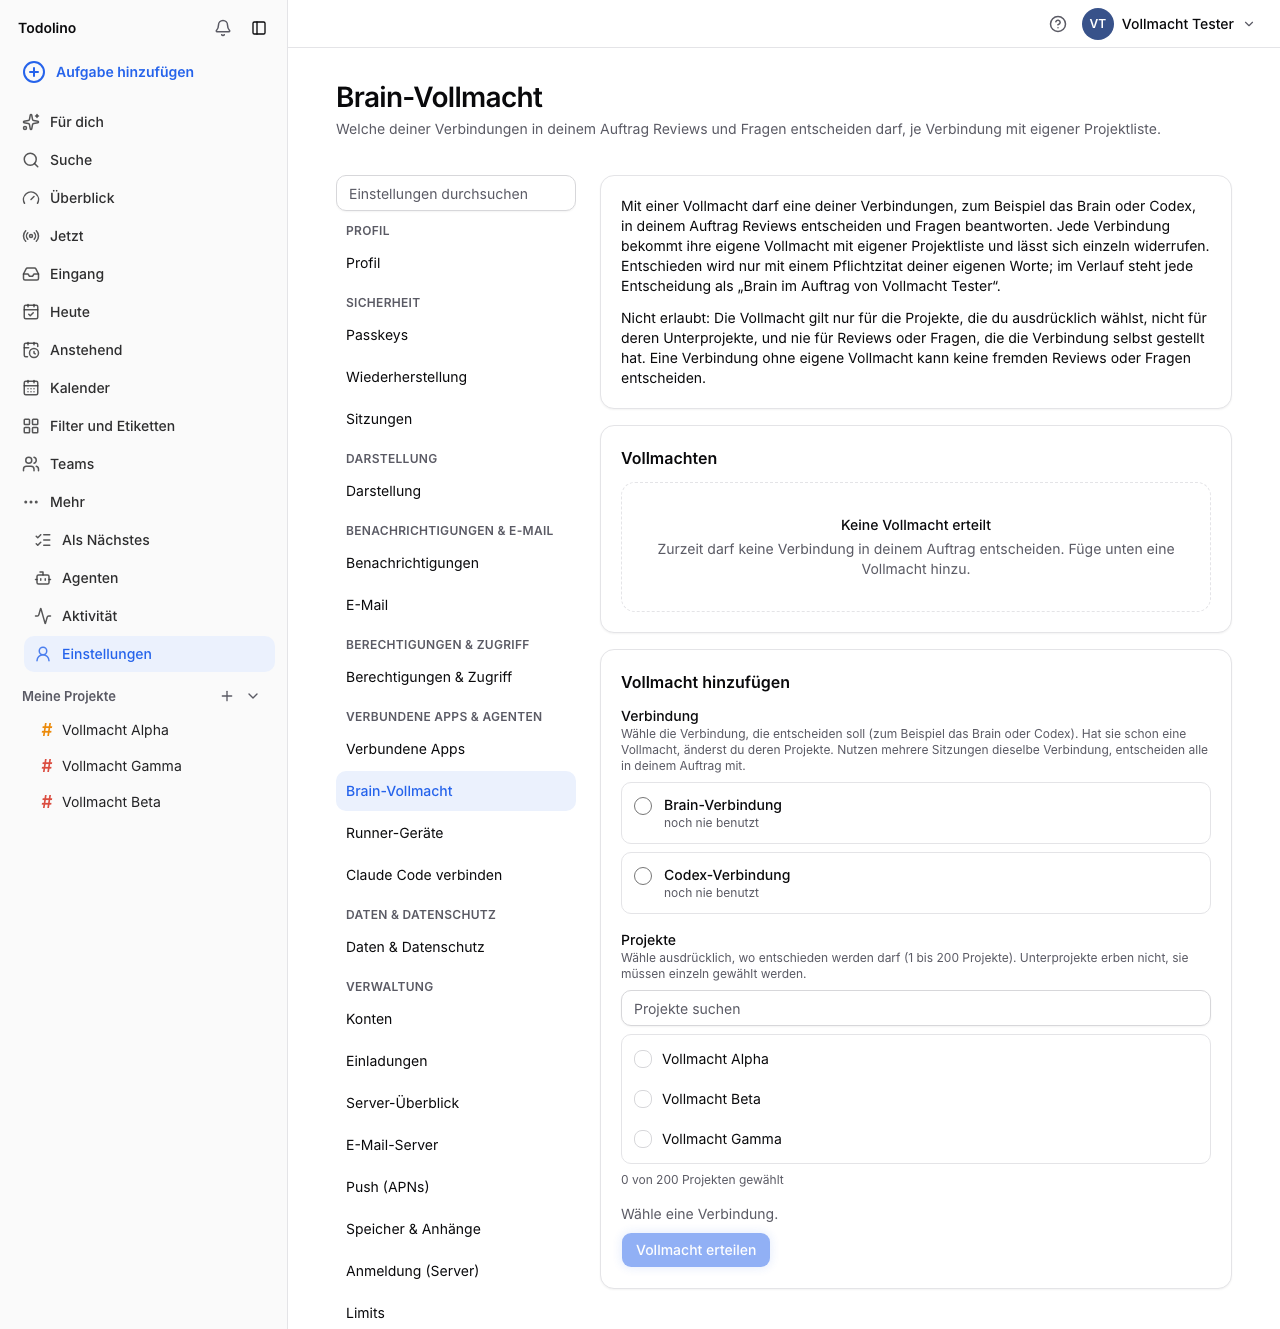 Todolino
Aufgabe hinzufügen
Für dich
Suche
Überblick
Jetzt
Eingang
Heute
Anstehend
Kalender
Filter und Etiketten
Teams
Mehr
Als Nächstes
Agenten
Aktivität
Einstellungen
Meine Projekte
# Vollmacht Alpha
# Vollmacht Gamma
# Vollmacht Beta
VT Vollmacht Tester
Brain-Vollmacht
Welche deiner Verbindungen in deinem Auftrag Reviews und Fragen entscheiden darf, je Verbindung mit eigener Projektliste.
Einstellungen durchsuchen
PROFIL
Profil
SICHERHEIT
Passkeys
Wiederherstellung
Sitzungen
DARSTELLUNG
Darstellung
BENACHRICHTIGUNGEN & E-MAIL
Benachrichtigungen
E-Mail
BERECHTIGUNGEN & ZUGRIFF
Berechtigungen & Zugriff
VERBUNDENE APPS & AGENTEN
Verbundene Apps
Brain-Vollmacht
Runner-Geräte
Claude Code verbinden
DATEN & DATENSCHUTZ
Daten & Datenschutz
VERWALTUNG
Konten
Einladungen
Server-Überblick
E-Mail-Server
Push (APNs)
Speicher & Anhänge
Anmeldung (Server)
Limits
Mit einer Vollmacht darf eine deiner Verbindungen, zum Beispiel das Brain oder Codex,
in deinem Auftrag Reviews entscheiden und Fragen beantworten. Jede Verbindung
bekommt ihre eigene Vollmacht mit eigener Projektliste und lässt sich einzeln widerrufen.
Entschieden wird nur mit einem Pflichtzitat deiner eigenen Worte; im Verlauf steht jede
Entscheidung als „Brain im Auftrag von Vollmacht Tester“.
Nicht erlaubt: Die Vollmacht gilt nur für die Projekte, die du ausdrücklich wählst, nicht für
deren Unterprojekte, und nie für Reviews oder Fragen, die die Verbindung selbst gestellt
hat. Eine Verbindung ohne eigene Vollmacht kann keine fremden Reviews oder Fragen
entscheiden.
Vollmachten
Keine Vollmacht erteilt
Zurzeit darf keine Verbindung in deinem Auftrag entscheiden. Füge unten eine
Vollmacht hinzu.
Vollmacht hinzufügen
Verbindung
Wähle die Verbindung, die entscheiden soll (zum Beispiel das Brain oder Codex). Hat sie schon eine
Vollmacht, änderst du deren Projekte. Nutzen mehrere Sitzungen dieselbe Verbindung, entscheiden alle
in deinem Auftrag mit.
Brain-Verbindung
noch nie benutzt
Codex-Verbindung
noch nie benutzt
Projekte
Wähle ausdrücklich, wo entschieden werden darf (1 bis 200 Projekte). Unterprojekte erben nicht, sie
müssen einzeln gewählt werden.
Projekte suchen
Vollmacht Alpha
Vollmacht Beta
Vollmacht Gamma
0 von 200 Projekten gewählt
Wähle eine Verbindung.
Vollmacht erteilen